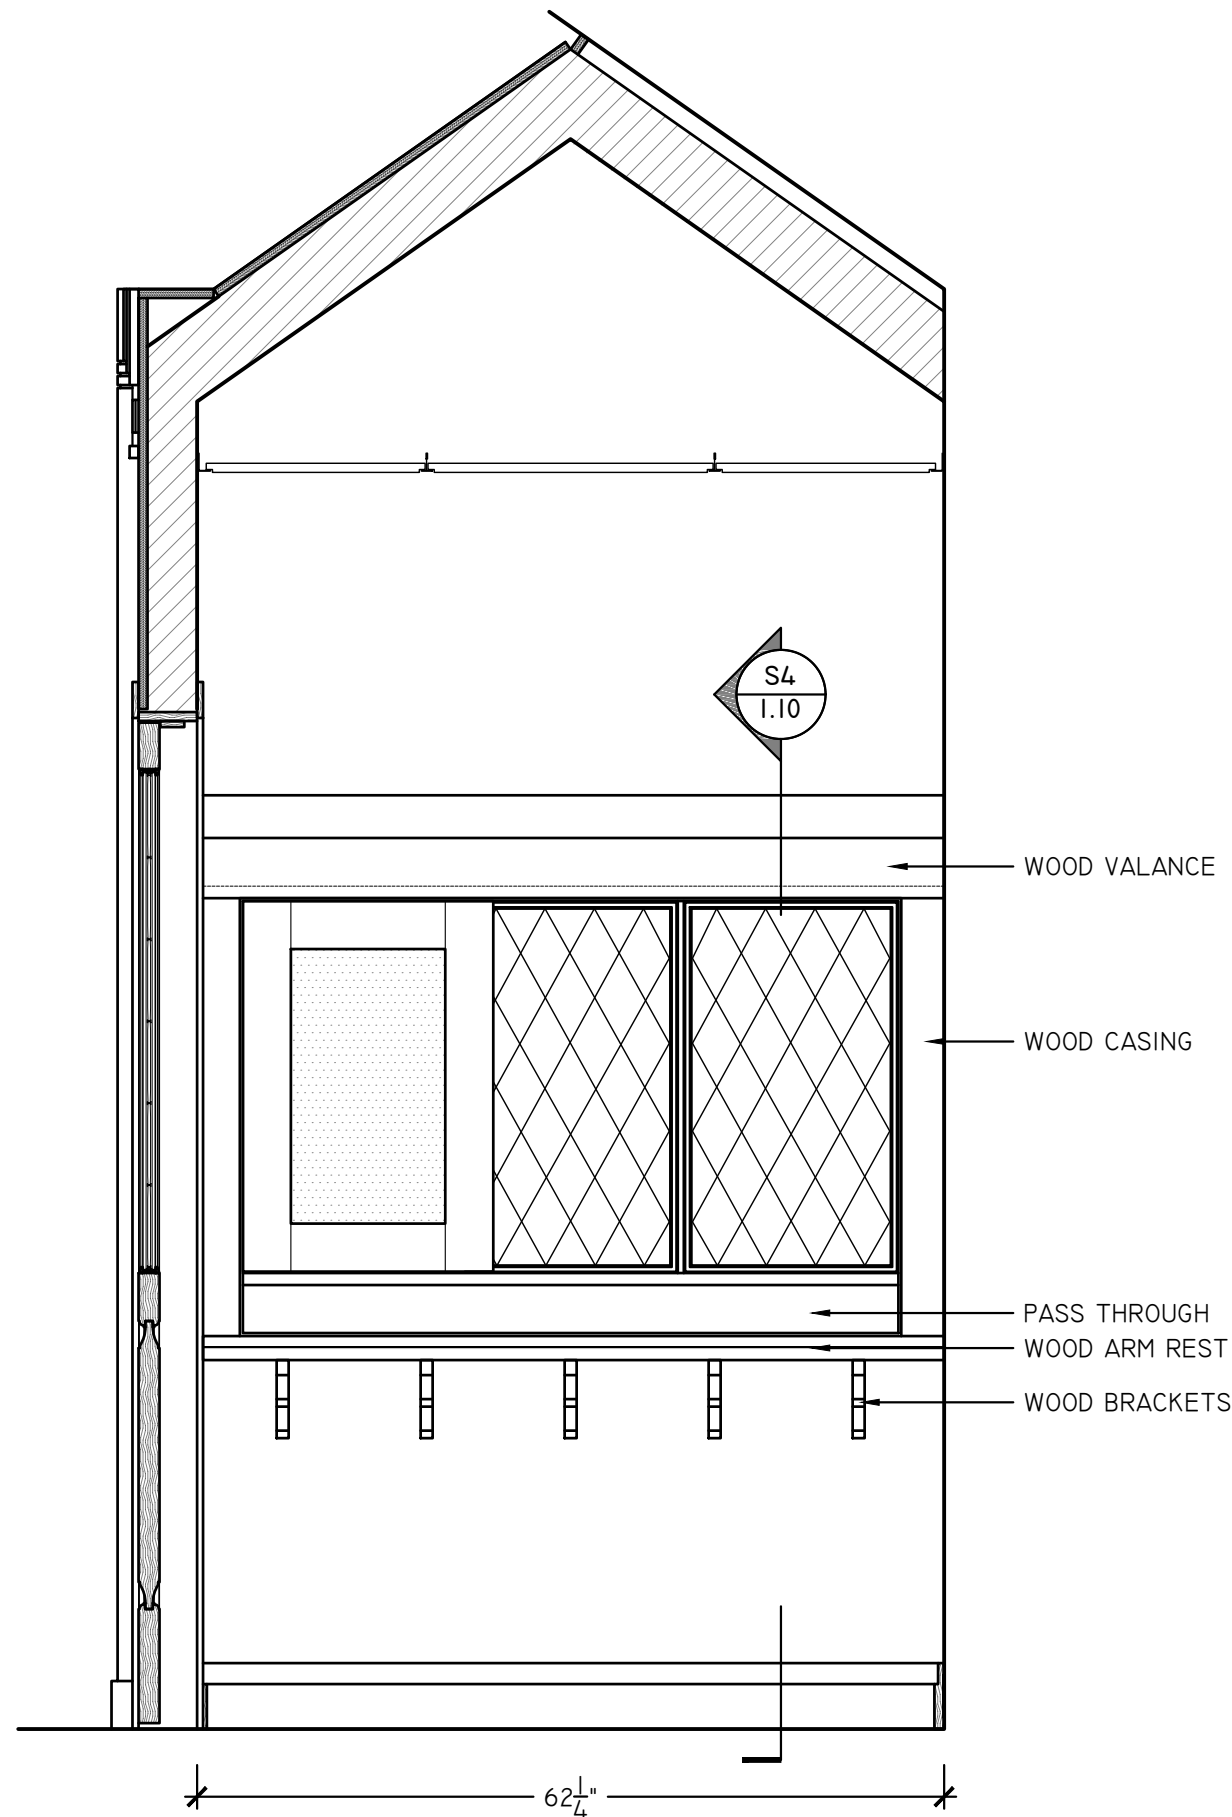 S4
1.10
WOOD VALANCE
WOOD CASING
PASS THROUGH
WOOD ARM REST
WOOD BRACKETS
62 1/4"